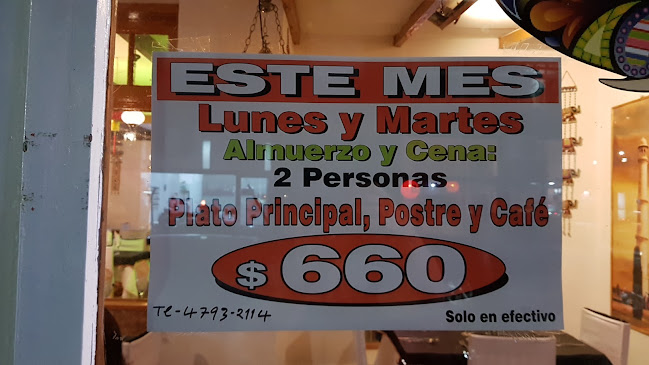 ESTE MES
Lunes y Martes
Almuerzo y Cena:
2 Personas
Plato Principal, Postre y Café
$ 660
Te-4793-2114
Solo en efectivo